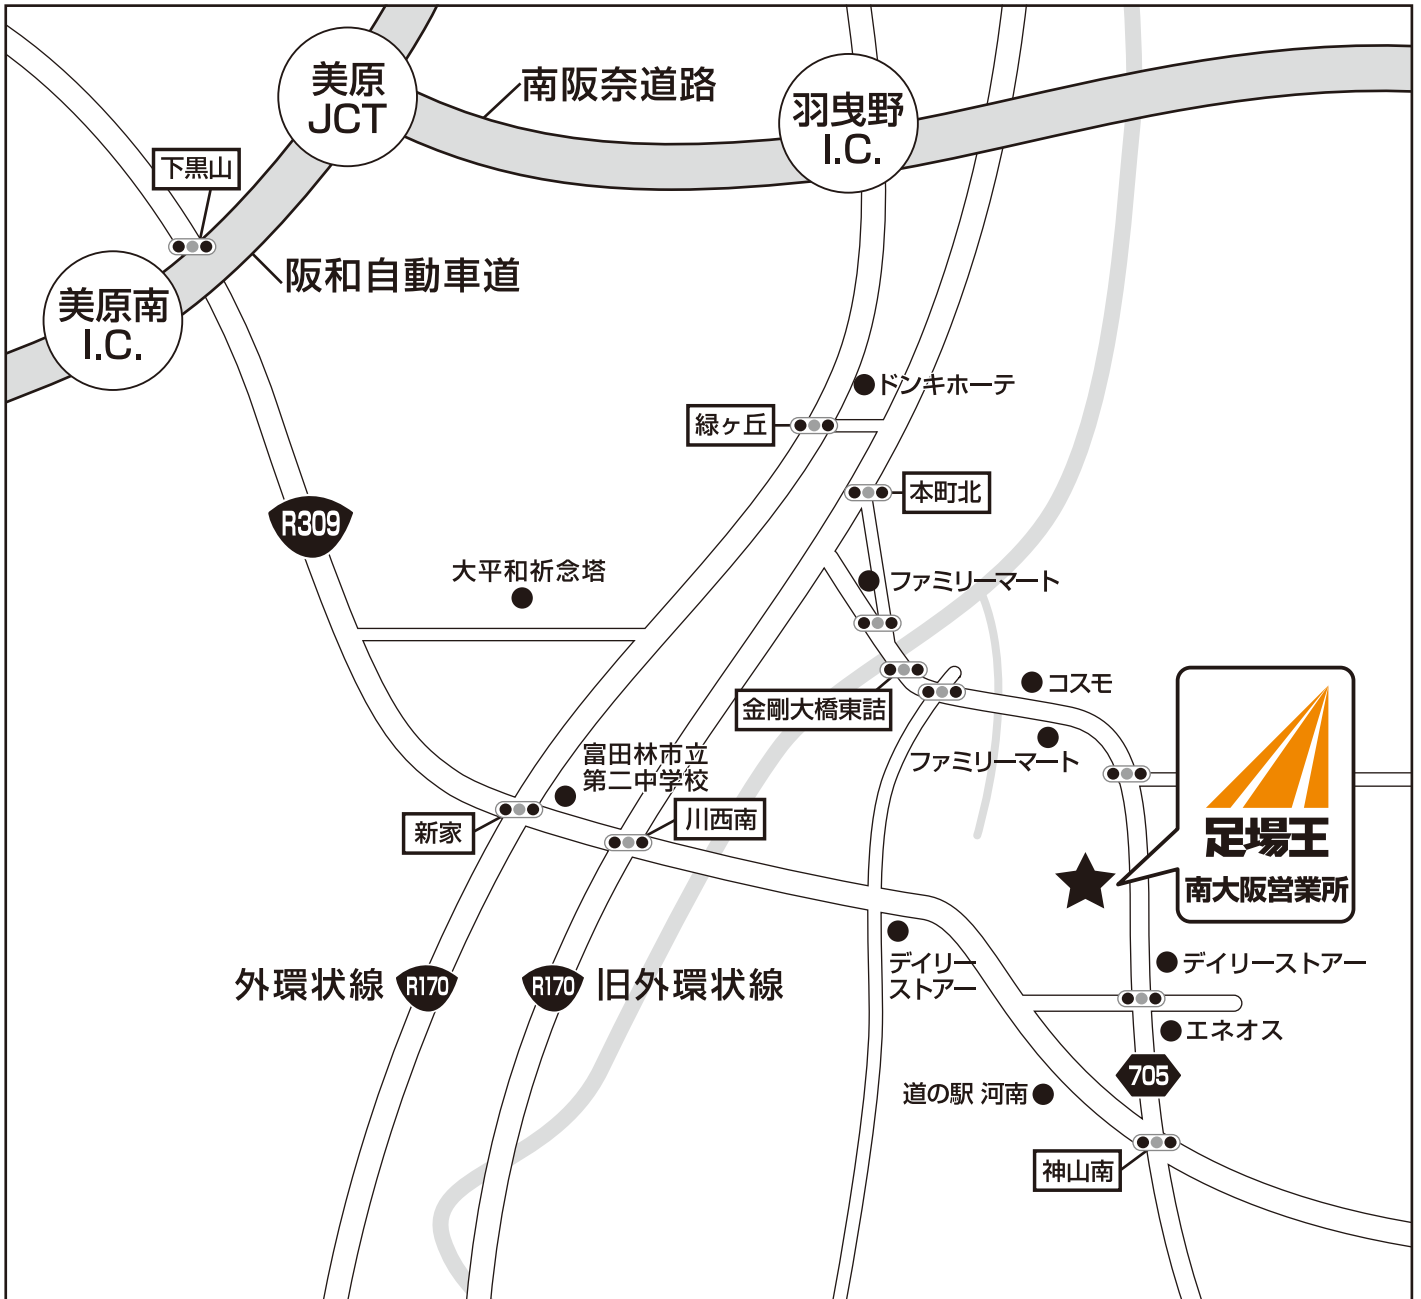 美原
JCT
南阪奈道路
羽曳野
I.C.
下黒山
阪和自動車道
美原南
I.C.
ドンキホーテ
緑ヶ丘
本町北
R309
大平和祈念塔
ファミリーマート
金剛大橋東詰
コスモ
ファミリーマート
富田林市立
第二中学校
新家
川西南
足場王
南大阪営業所
外環状線
R170
R170
旧外環状線
デイリー
ストアー
デイリーストアー
エネオス
705
道の駅 河南
神山南